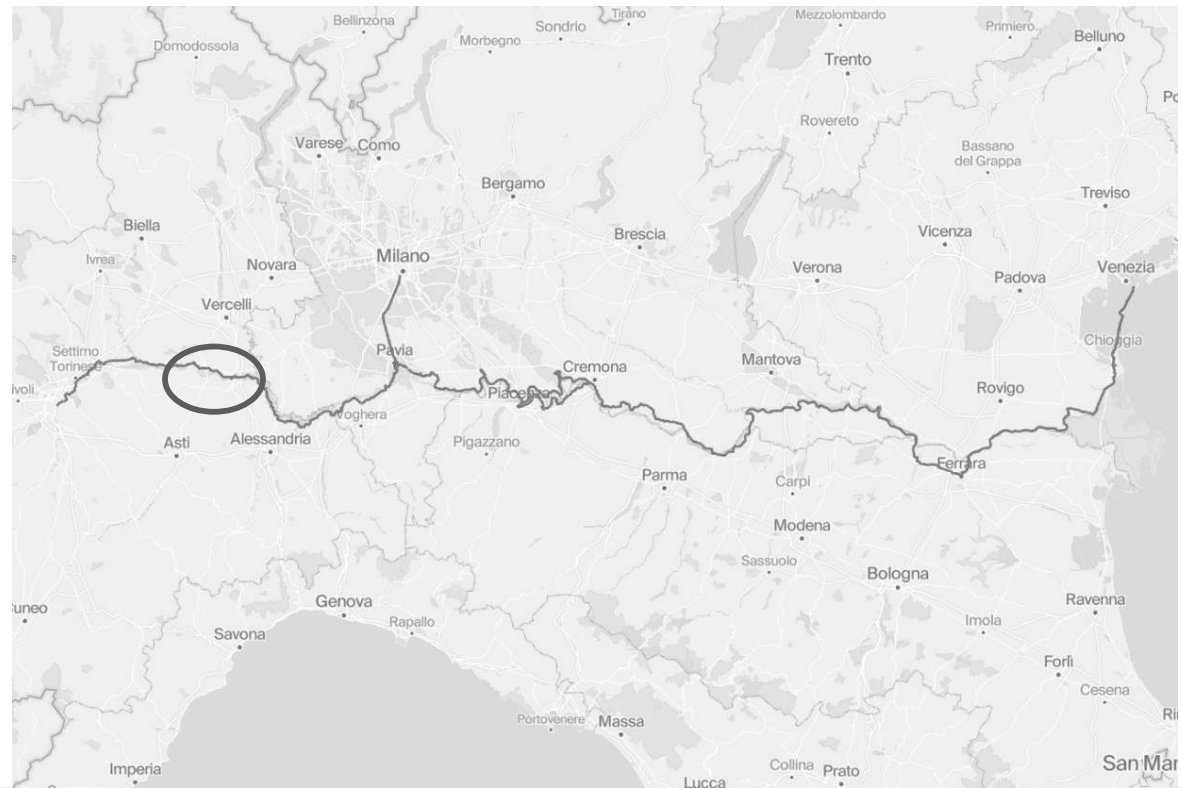 Bellinzona
Tirano
Sondrio
Mezzolombardo
Primiero
Belluno
Domodossola
Morbegno
Trento
Rovereto
Varese
Como
Bassano
del Grappa
Bergamo
Treviso
Biella
Brescia
Vicenza
Ivrea
Milano
Novara
Verona
Padova
Venezia
Vercelli
Chioggia
Settimo
Torinese
Pavia
Mantova
Cremona
Rovigo
Piacenza
Voghera
Asti
Alessandria
Pigazzano
Ferrara
Parma
Carpi
Modena
Sassuolo
Bologna
Genova
Ravenna
Rapallo
Imola
Savona
Forlì
Cesena
Portovenere
Massa
Imperia
Collina
Prato
Lucca